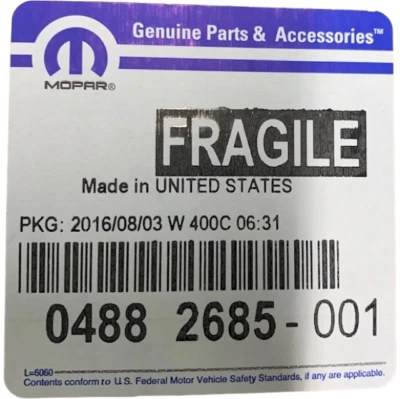 Genuine Parts & Accessories™
MOPAR®
FRAGILE
Made in UNITED STATES
PKG: 2016/08/03 W 400C 06:31
0488 2685-001
L=6060
Contents conform to U.S. Federal Motor Vehicle Safety Standards, if any are applicable.